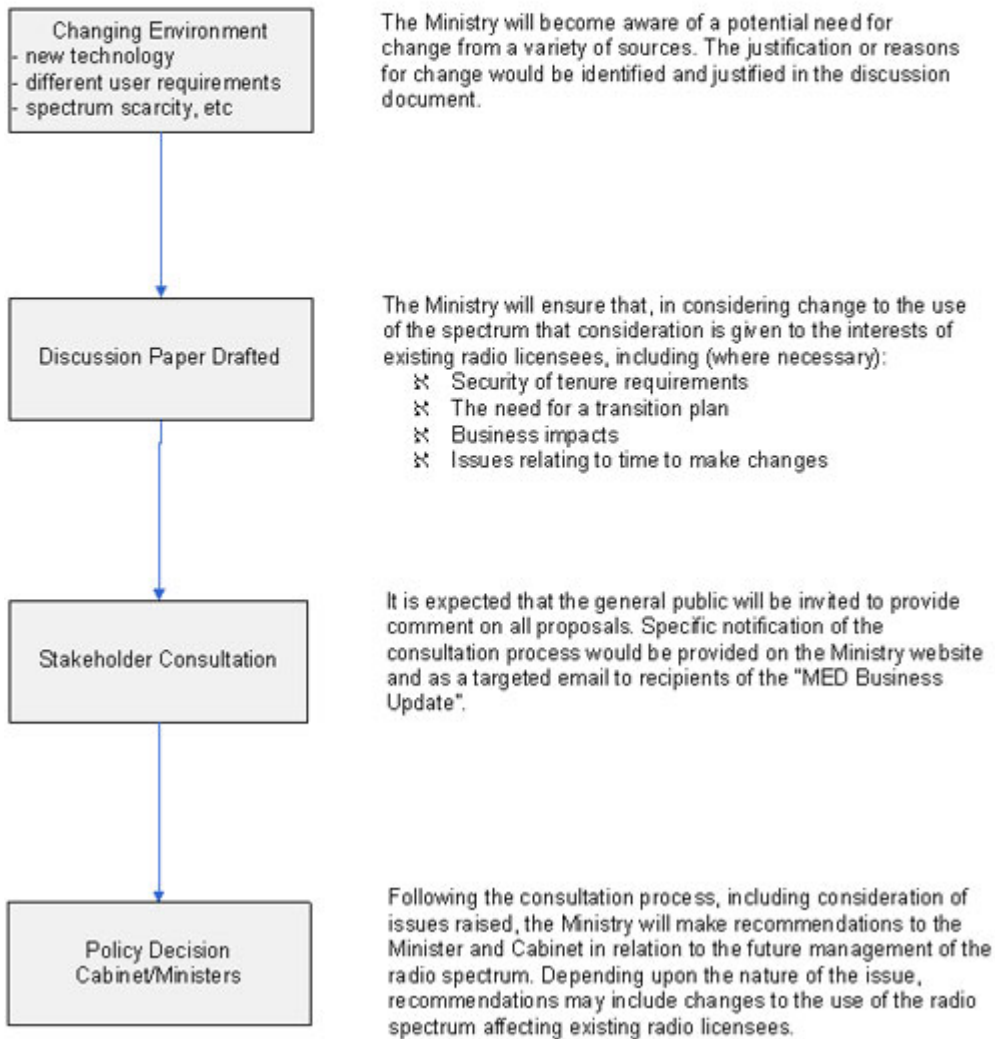 Changing Environment
- new technology
- different user requirements
- spectrum scarcity, etc
The Ministry will become aware of a potential need for
change from a variety of sources. The justification or reasons
for change would be identified and justified in the discussion
document.
Discussion Paper Drafted
The Ministry will ensure that, in considering change to the use
of the spectrum that consideration is given to the interests of
existing radio licensees, including (where necessary):
ℵ Security of tenure requirements
ℵ The need for a transition plan
ℵ Business impacts
ℵ Issues relating to time to make changes
Stakeholder Consultation
It is expected that the general public will be invited to provide
comment on all proposals. Specific notification of the
consultation process would be provided on the Ministry website
and as a targeted email to recipients of the "MED Business
Update".
Policy Decision
Cabinet/Ministers
Following the consultation process, including consideration of
issues raised, the Ministry will make recommendations to the
Minister and Cabinet in relation to the future management of the
radio spectrum. Depending upon the nature of the issue,
recommendations may include changes to the use of the radio
spectrum affecting existing radio licensees.